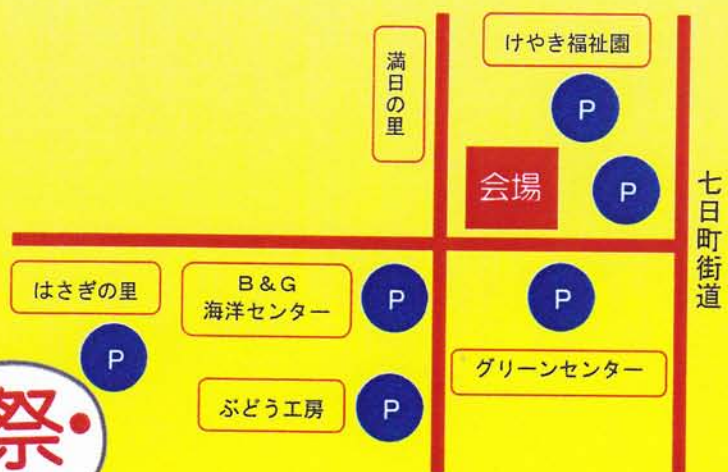 けやき福祉園
満日の里
P
会場
P
七日町街道
はさぎの里
B&G
海洋センター
P
P
P
グリーンセンター
ぶどう工房
P
祭・